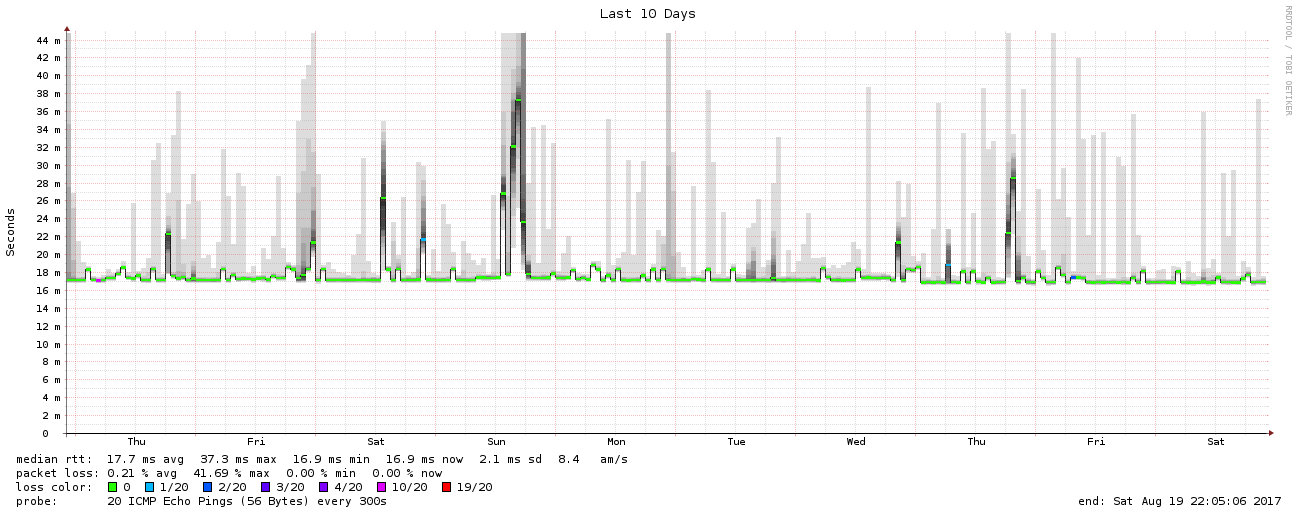 Last 10 Days
RRDTOOL / TOBI OETIKER
Seconds
44 m
42 m
40 m
38 m
36 m
34 m
32 m
30 m
28 m
26 m
24 m
22 m
20 m
18 m
16 m
14 m
12 m
10 m
8 m
6 m
4 m
2 m
0
Thu Fri Sat Sun Mon Tue Wed Thu Fri Sat
median rtt: 17.7 ms avg 37.3 ms max 16.9 ms min 16.9 ms now 2.1 ms sd 8.4 am/s
packet loss: 0.21 % avg 41.69 % max 0.00 % min 0.00 % now
loss color: 0 1/20 2/20 3/20 4/20 10/20 19/20
probe: 20 ICMP Echo Pings (56 Bytes) every 300s end: Sat Aug 19 22:05:06 2017